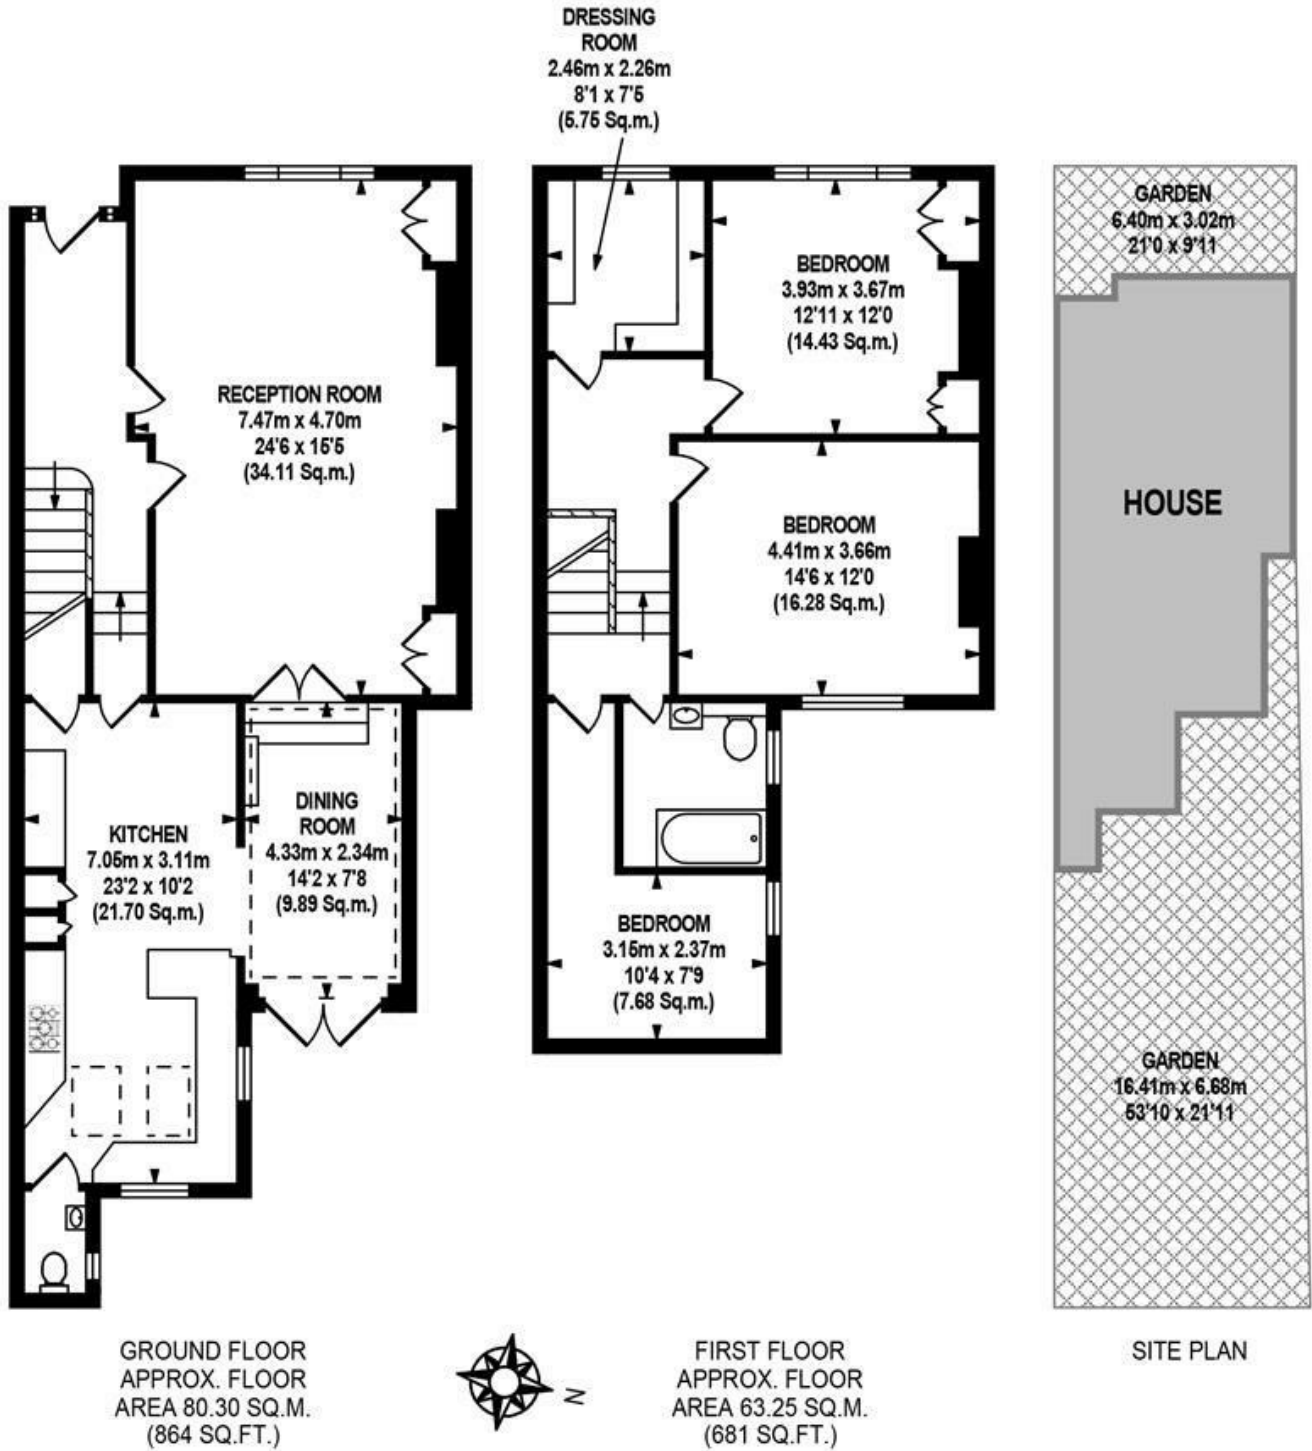 DRESSING
ROOM
2.46m x 2.26m
8'1 x 7'5
(5.75 Sq.m.)
RECEPTION ROOM
7.47m x 4.70m
24'6 x 15'5
(34.11 Sq.m.)
KITCHEN
7.05m x 3.11m
23'2 x 10'2
(21.70 Sq.m.)
DINING
ROOM
4.33m x 2.34m
14'2 x 7'8
(9.89 Sq.m.)
BEDROOM
3.93m x 3.67m
12'11 x 12'0
(14.43 Sq.m.)
BEDROOM
4.41m x 3.66m
14'6 x 12'0
(16.28 Sq.m.)
BEDROOM
3.15m x 2.37m
10'4 x 7'9
(7.68 Sq.m.)
GARDEN
6.40m x 3.02m
21'0 x 9'11
HOUSE
GARDEN
16.41m x 6.68m
53'10 x 21'11
GROUND FLOOR
APPROX. FLOOR
AREA 80.30 SQ.M.
(864 SQ.FT.)
N
FIRST FLOOR
APPROX. FLOOR
AREA 63.25 SQ.M.
(681 SQ.FT.)
SITE PLAN